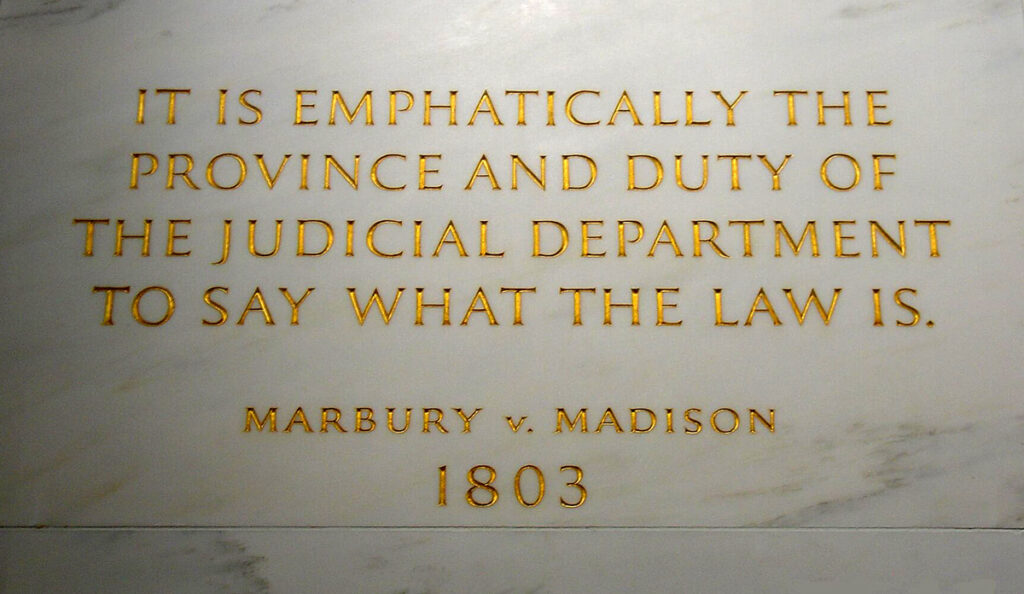 IT IS EMPHATICALLY THE
PROVINCE AND DUTY OF
THE JUDICIAL DEPARTMENT
TO SAY WHAT THE LAW IS.
MARBURY v. MADISON
1803